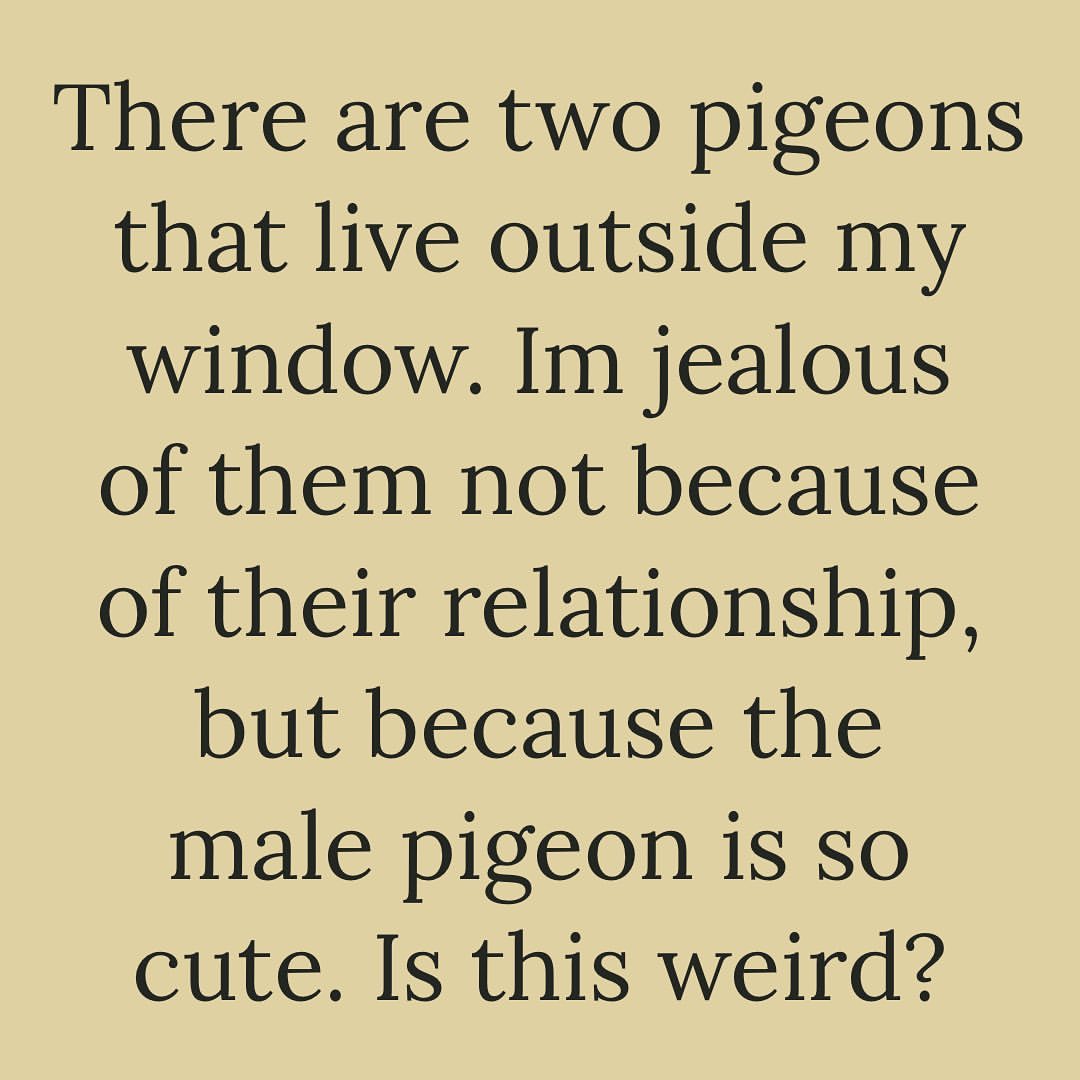 There are two pigeons
that live outside my
window. Im jealous
of them not because
of their relationship,
but because the
male pigeon is so
cute. Is this weird?